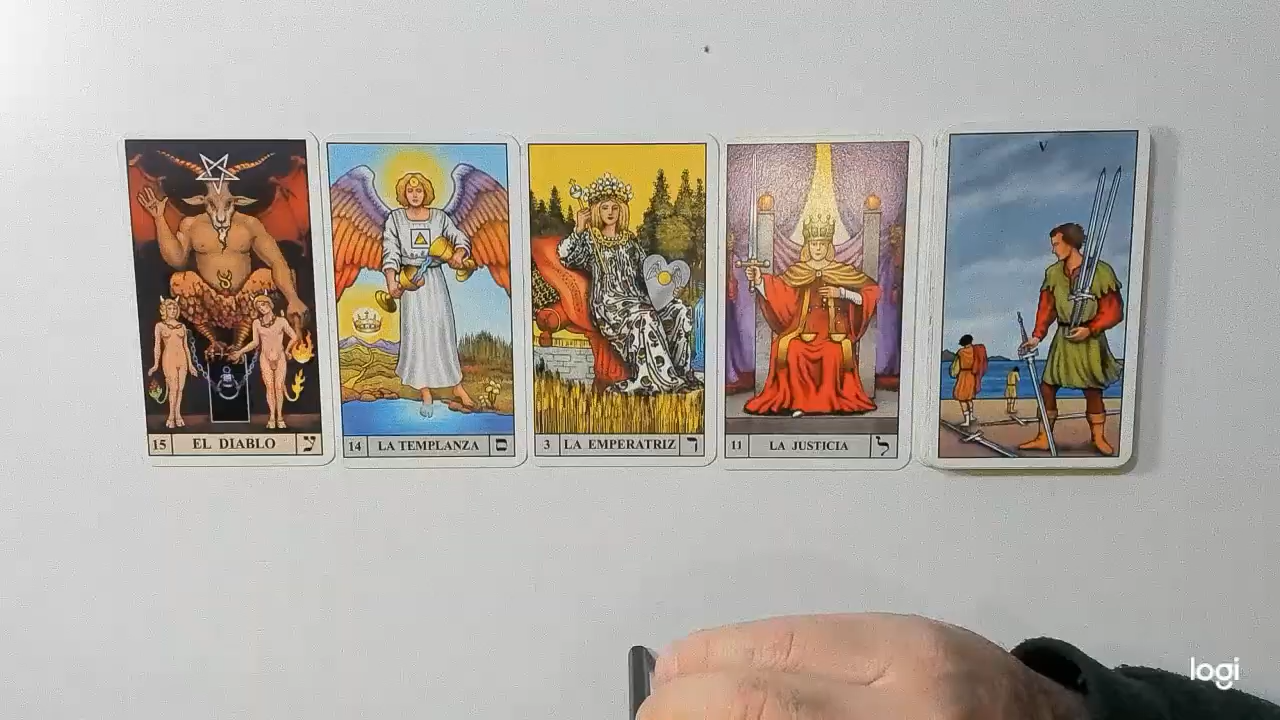 15 EL DIABLO ע
14 LA TEMPLANZA ס
3 LA EMPERATRIZ ד
11 LA JUSTICIA ל
V
logi